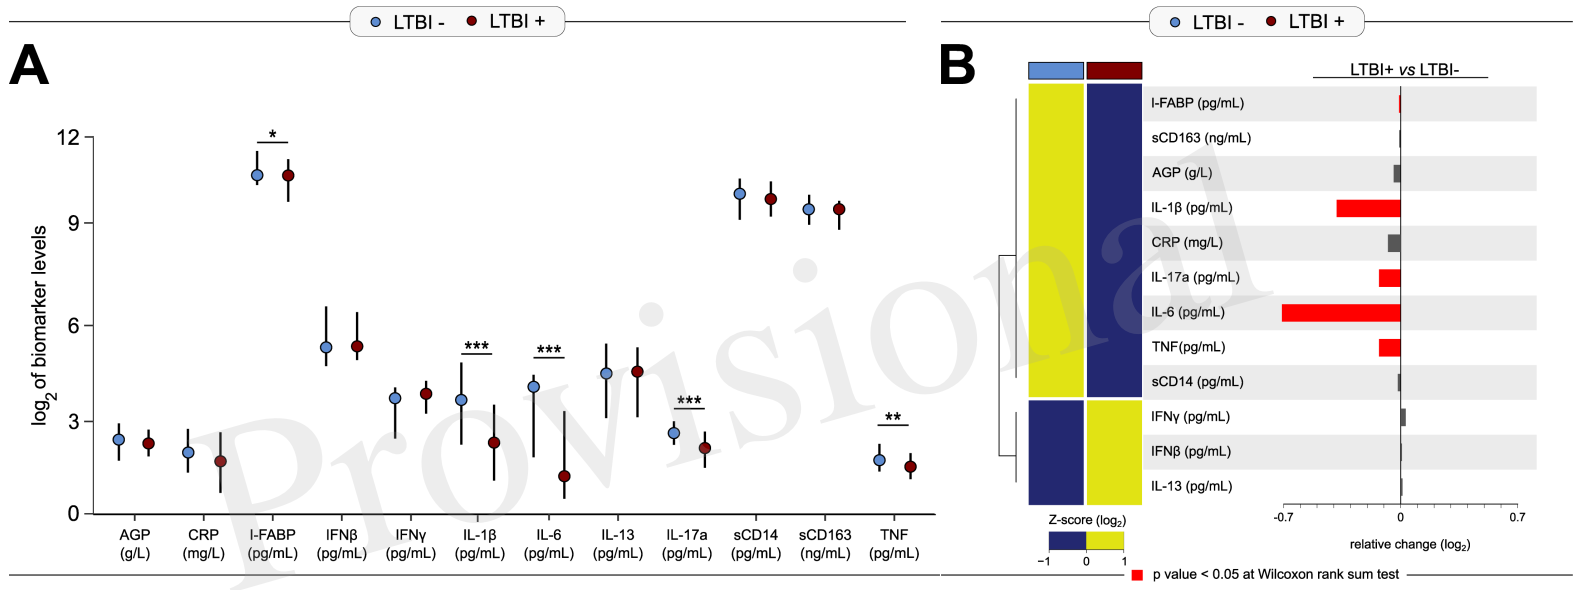 LTBI - LTBI +
A
* *** *** *** **
log2 of biomarker levels
12
9
6
3
0
AGP CRP I-FABP IFNβ IFNγ IL-1β IL-6 IL-13 IL-17a sCD14 sCD163 TNF
(g/L) (mg/L) (pg/mL) (pg/mL) (pg/mL) (pg/mL) (pg/mL) (pg/mL) (pg/mL) (pg/mL) (ng/mL) (pg/mL)
LTBI - LTBI +
B
LTBI+ vs LTBI-
I-FABP (pg/mL)
sCD163 (ng/mL)
AGP (g/L)
IL-1β (pg/mL)
CRP (mg/L)
IL-17a (pg/mL)
IL-6 (pg/mL)
TNF(pg/mL)
sCD14 (pg/mL)
IFNγ (pg/mL)
IFNβ (pg/mL)
IL-13 (pg/mL)
Z-score (log2)
−1 0 1
-0.7 0 0.7
relative change (log2)
p value < 0.05 at Wilcoxon rank sum test
Provisional